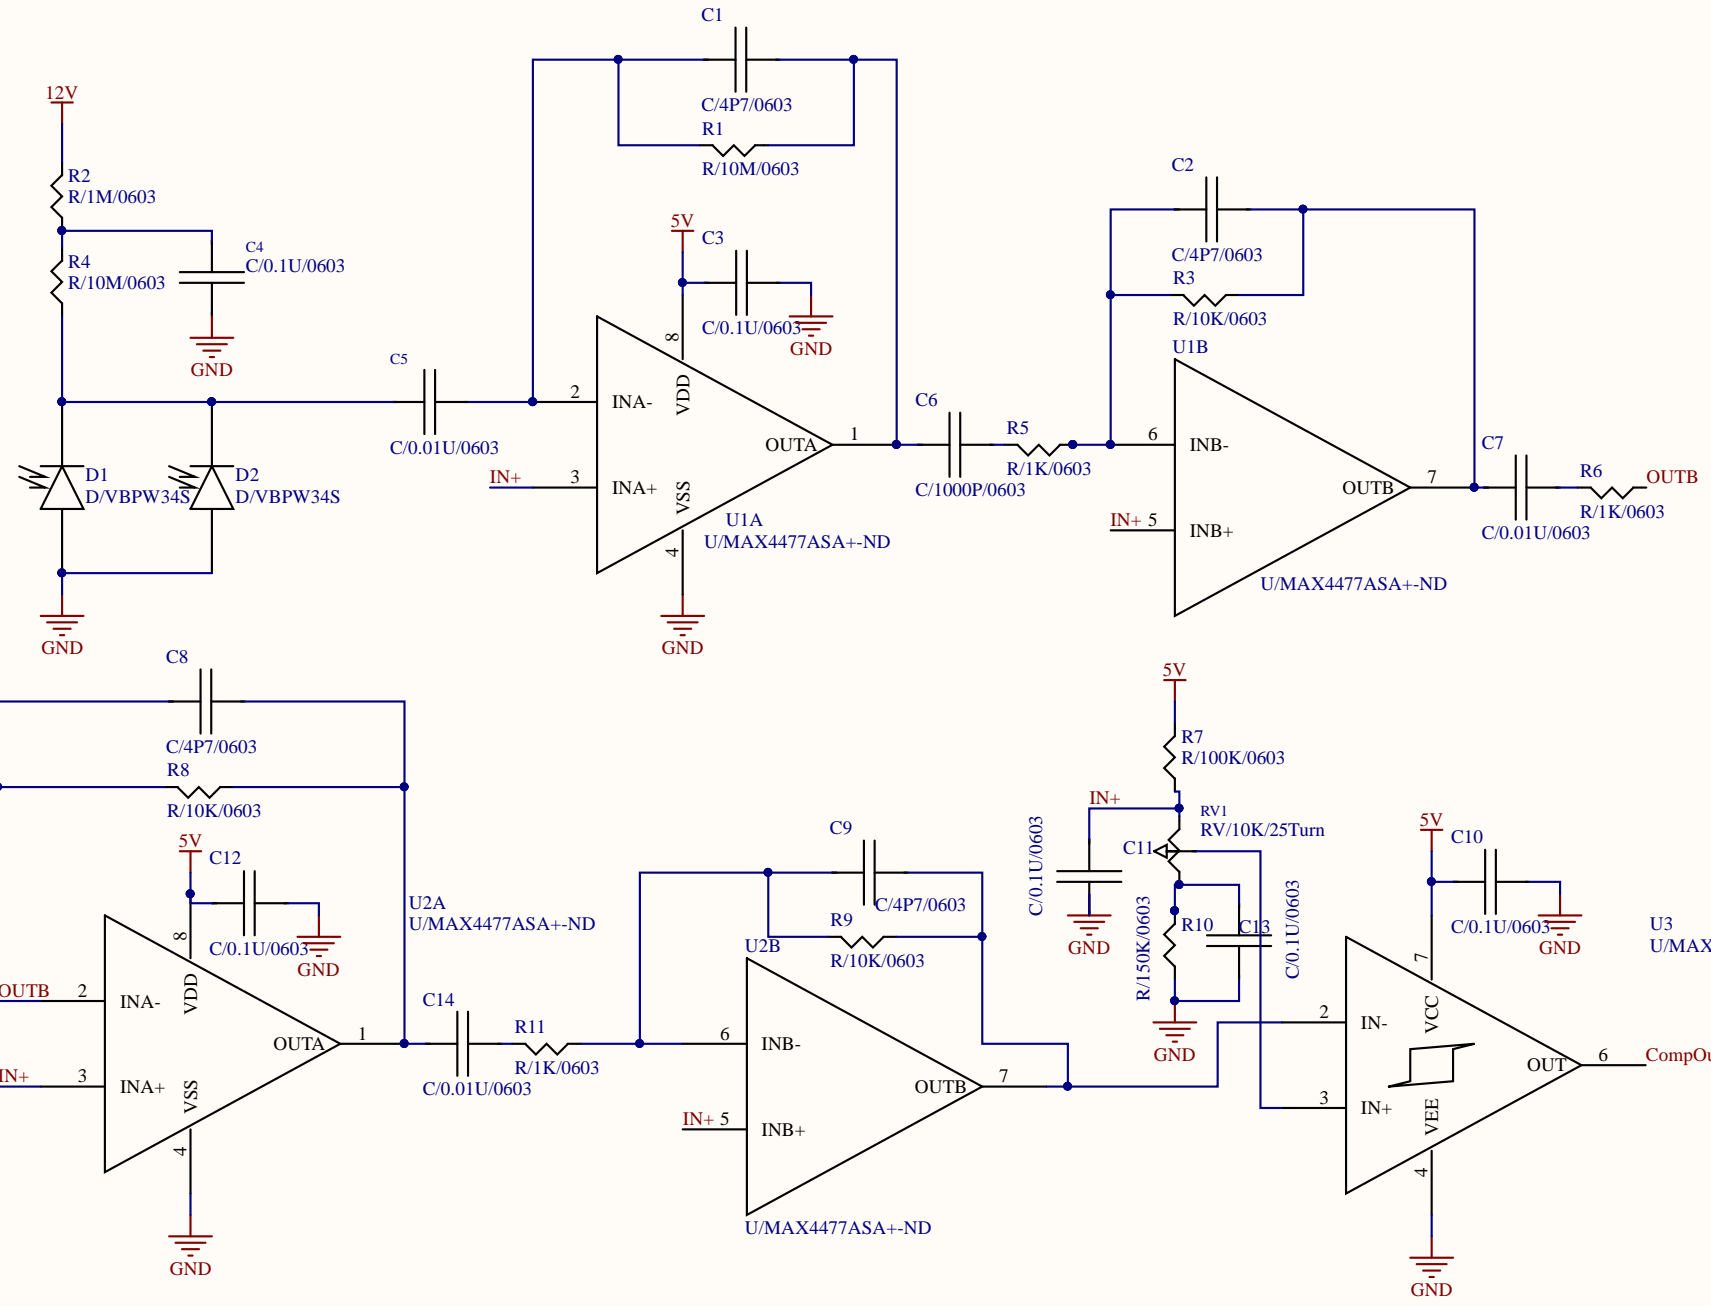 C1
C/4P7/0603
R1
R/10M/0603
12V
R2
R/1M/0603
R4
R/10M/0603
C4
C/0.1U/0603
GND
5V
C3
C/0.1U/0603
GND
C2
C/4P7/0603
R3
R/10K/0603
U1B
C5
C/0.01U/0603
2
INA-
VDD
8
OUTA
1
IN+
3
INA+
VSS
4
U1A
U/MAX4477ASA+-ND
GND
C6
C/1000P/0603
R5
R/1K/0603
6
INB-
OUTB
7
IN+ 5
INB+
U/MAX4477ASA+-ND
C7
C/0.01U/0603
R6
R/1K/0603
OUTB
D1
D/VBPW34S
D2
D/VBPW34S
GND
C8
C/4P7/0603
R8
R/10K/0603
5V
C12
C/0.1U/0603
GND
U2A
U/MAX4477ASA+-ND
8
VDD
OUTB
2
INA-
OUTA
1
IN+
3
INA+
VSS
4
GND
C14
C/0.01U/0603
R11
R/1K/0603
C9
C/4P7/0603
R9
R/10K/0603
U2B
6
INB-
OUTB
7
IN+ 5
INB+
U/MAX4477ASA+-ND
5V
R7
R/100K/0603
IN+
RV1
RV/10K/25Turn
C11
C/0.1U/0603
GND
R10
R/150K/0603
C13
C/0.1U/0603
GND
5V
C10
C/0.1U/0603
GND
U3
U/MAX
7
VCC
2
IN-
OUT
6
CompOu
3
IN+
VEE
4
GND